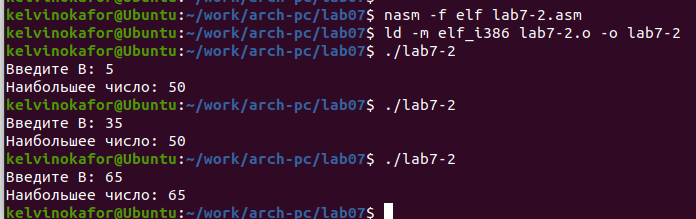 kelvinokafor@Ubuntu:~/work/arch-pc/lab07$ nasm -f elf lab7-2.asm
kelvinokafor@Ubuntu:~/work/arch-pc/lab07$ ld -m elf_i386 lab7-2.o -o lab7-2
kelvinokafor@Ubuntu:~/work/arch-pc/lab07$ ./lab7-2
Введите В: 5
Наибольшее число: 50
kelvinokafor@Ubuntu:~/work/arch-pc/lab07$ ./lab7-2
Введите В: 35
Наибольшее число: 50
kelvinokafor@Ubuntu:~/work/arch-pc/lab07$ ./lab7-2
Введите В: 65
Наибольшее число: 65
kelvinokafor@Ubuntu:~/work/arch-pc/lab07$